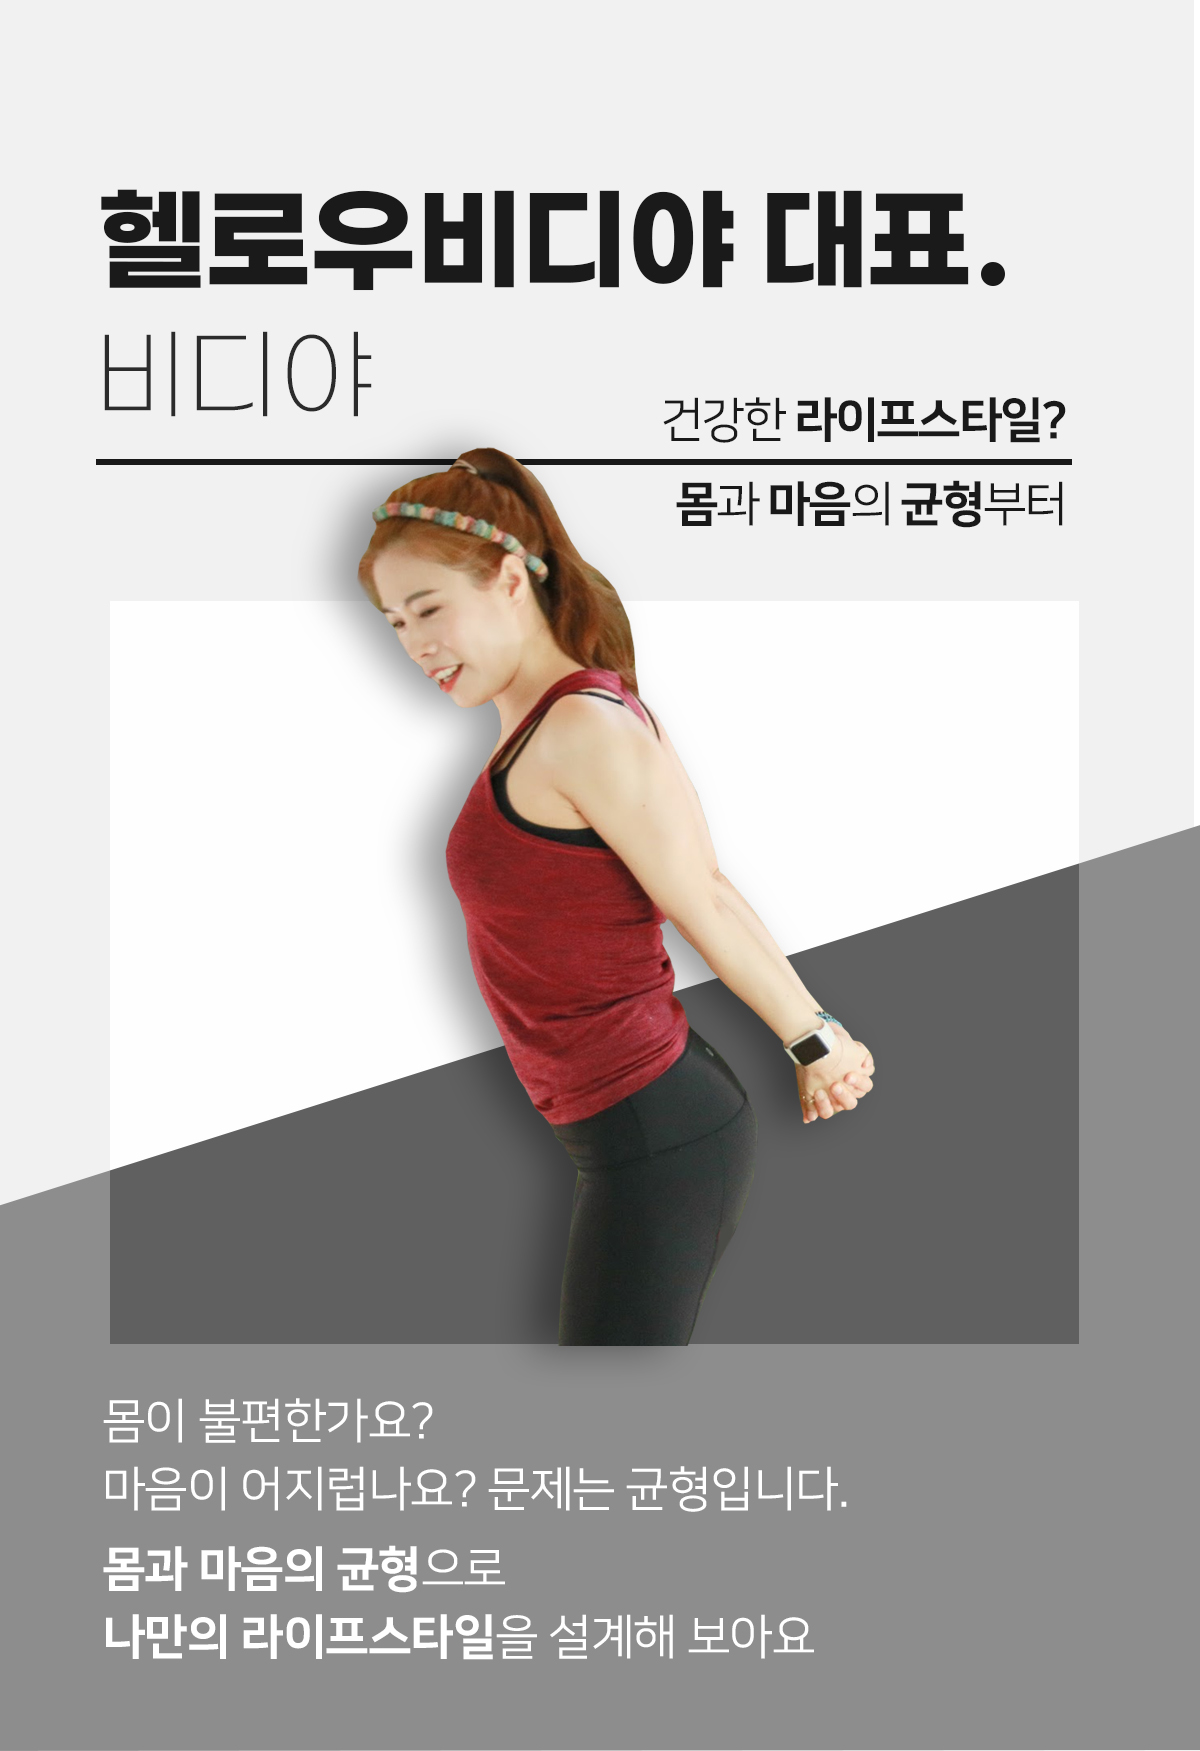 헬로우비디야 대표.
비디야
건강한 라이프스타일?
몸과 마음의 균형부터
몸이 불편한가요?
마음이 어지럽나요? 문제는 균형입니다.
몸과 마음의 균형으로
나만의 라이프스타일을 설계해 보아요